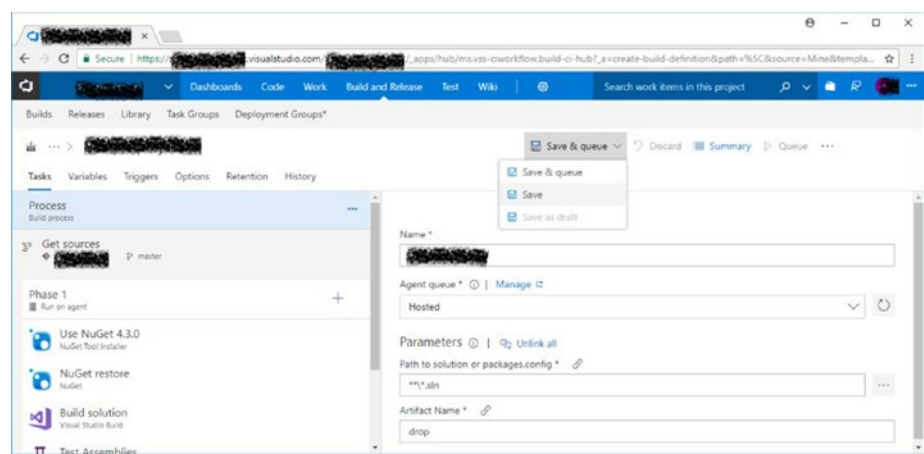 Secure | https://
.visualstudio.com/
/_apps/hub/ms.vss-ciworkflow.build-ci-hub?_a=create-build-definition&path=%5C&source=Mine&templa...
Dashboards Code Work Build and Release Test Wiki Search work items in this project
Builds Releases Library Task Groups Deployment Groups*
... > Save & queue Discard Summary Queue ...
Tasks Variables Triggers Options Retention History
Save & queue
Save
Save as draft
Process
Build process
...
Get sources
master
Phase 1
Run on agent
Use NuGet 4.3.0
NuGet Tool Installer
NuGet restore
NuGet
Build solution
Visual Studio Build
Test Assemblies
Name *
Agent queue * | Manage
Hosted
Parameters | Unlink all
Path to solution or packages.config *
**\*.sln
...
Artifact Name *
drop